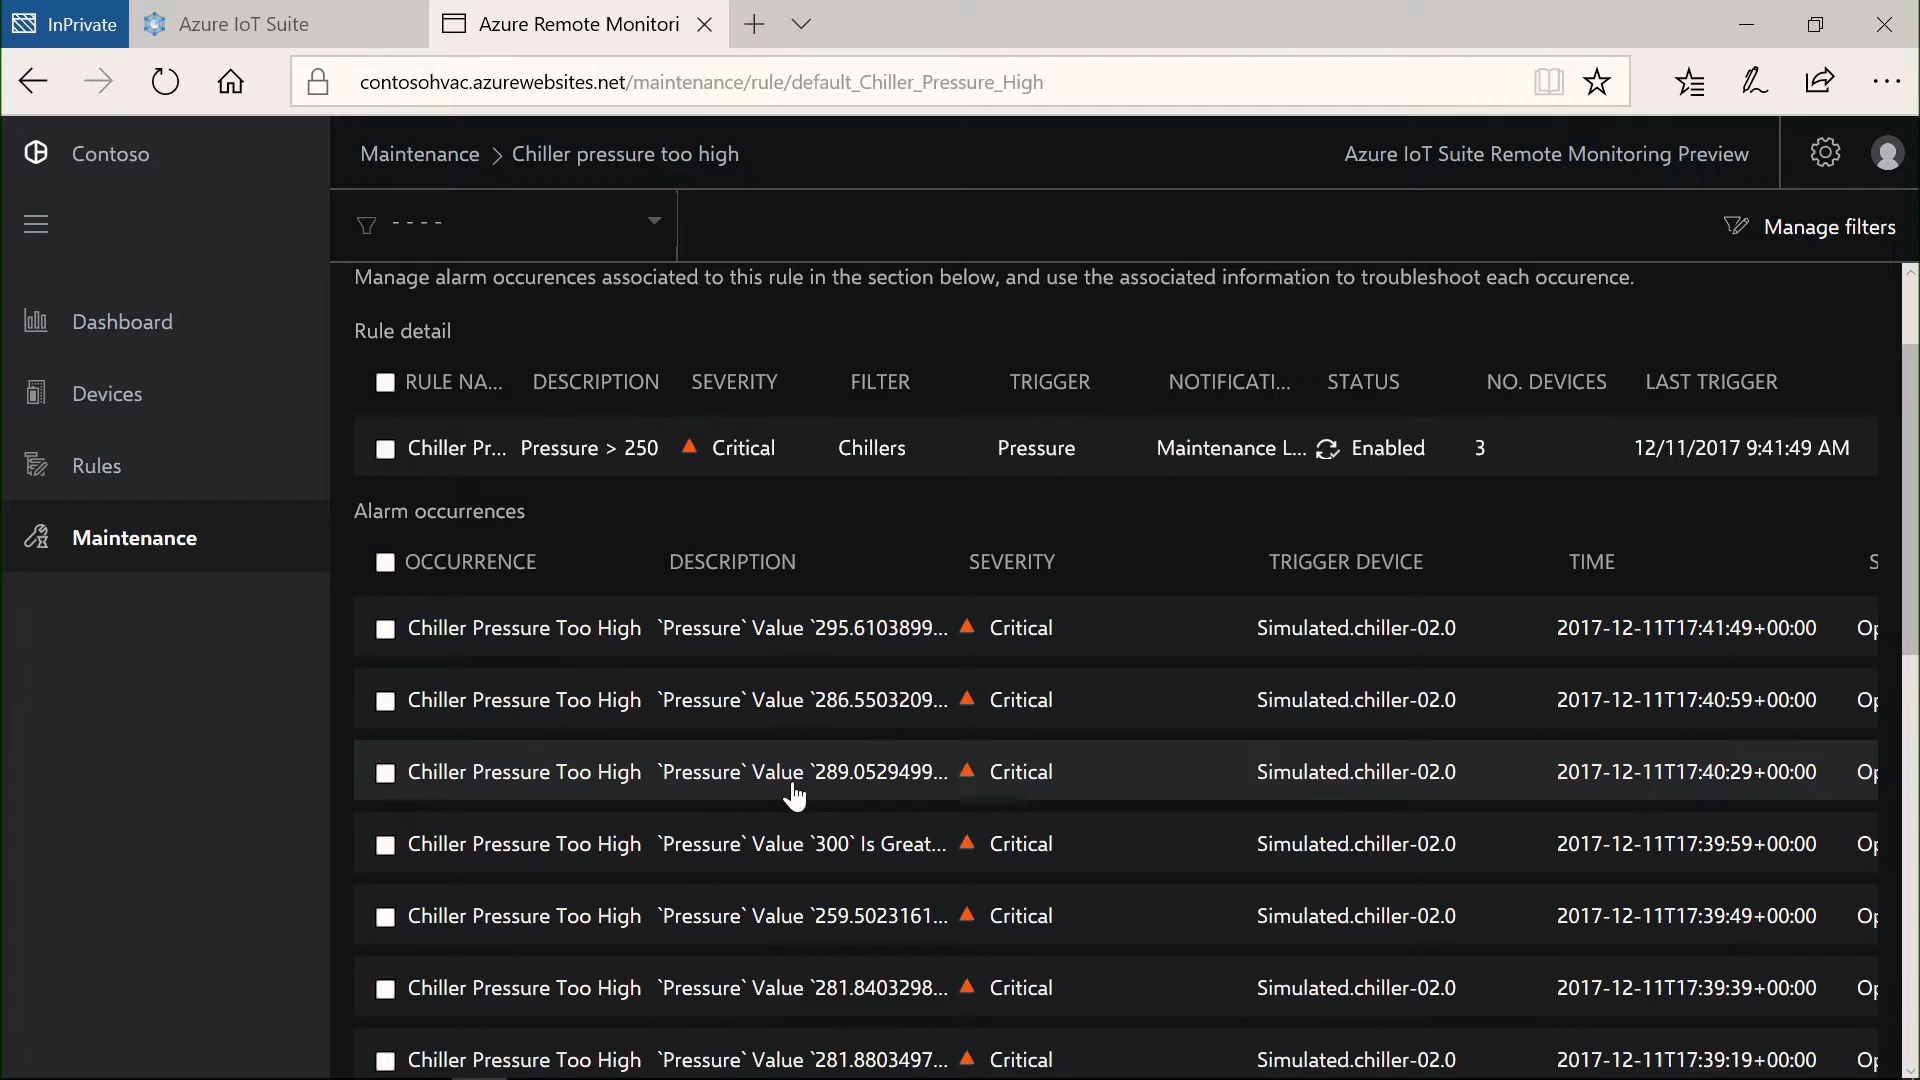 InPrivate Azure IoT Suite Azure Remote Monitori
contosohvac.azurewebsites.net/maintenance/rule/default_Chiller_Pressure_High
Contoso Maintenance > Chiller pressure too high Azure IoT Suite Remote Monitoring Preview
---- Manage filters
Manage alarm occurences associated to this rule in the section below, and use the associated information to troubleshoot each occurence.
Dashboard
Devices
Rules
Maintenance
Rule detail
RULE NA... DESCRIPTION SEVERITY FILTER TRIGGER NOTIFICATI... STATUS NO. DEVICES LAST TRIGGER
Chiller Pr... Pressure > 250 Critical Chillers Pressure Maintenance L... Enabled 3 12/11/2017 9:41:49 AM
Alarm occurrences
OCCURRENCE DESCRIPTION SEVERITY TRIGGER DEVICE TIME S
Chiller Pressure Too High `Pressure` Value `295.6103899... Critical Simulated.chiller-02.0 2017-12-11T17:41:49+00:00 Op
Chiller Pressure Too High `Pressure` Value `286.5503209... Critical Simulated.chiller-02.0 2017-12-11T17:40:59+00:00 Op
Chiller Pressure Too High `Pressure` Value `289.0529499... Critical Simulated.chiller-02.0 2017-12-11T17:40:29+00:00 Op
Chiller Pressure Too High `Pressure` Value `300` Is Great... Critical Simulated.chiller-02.0 2017-12-11T17:39:59+00:00 Op
Chiller Pressure Too High `Pressure` Value `259.5023161... Critical Simulated.chiller-02.0 2017-12-11T17:39:49+00:00 Op
Chiller Pressure Too High `Pressure` Value `281.8403298... Critical Simulated.chiller-02.0 2017-12-11T17:39:39+00:00 Op
Chiller Pressure Too High `Pressure` Value `281.8803497... Critical Simulated.chiller-02.0 2017-12-11T17:39:19+00:00 Op